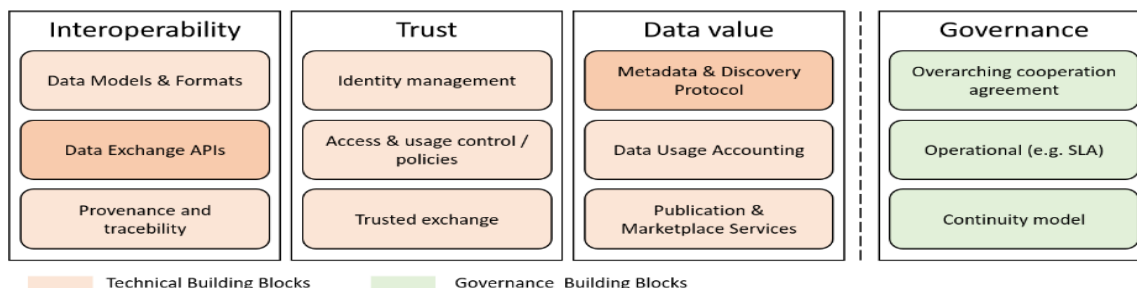 Interoperability
Data Models & Formats
Data Exchange APIs
Provenance and
tracebility
Trust
Identity management
Access & usage control /
policies
Trusted exchange
Data value
Metadata & Discovery
Protocol
Data Usage Accounting
Publication &
Marketplace Services
Governance
Overarching cooperation
agreement
Operational (e.g. SLA)
Continuity model
Technical Building Blocks
Governance Building Blocks